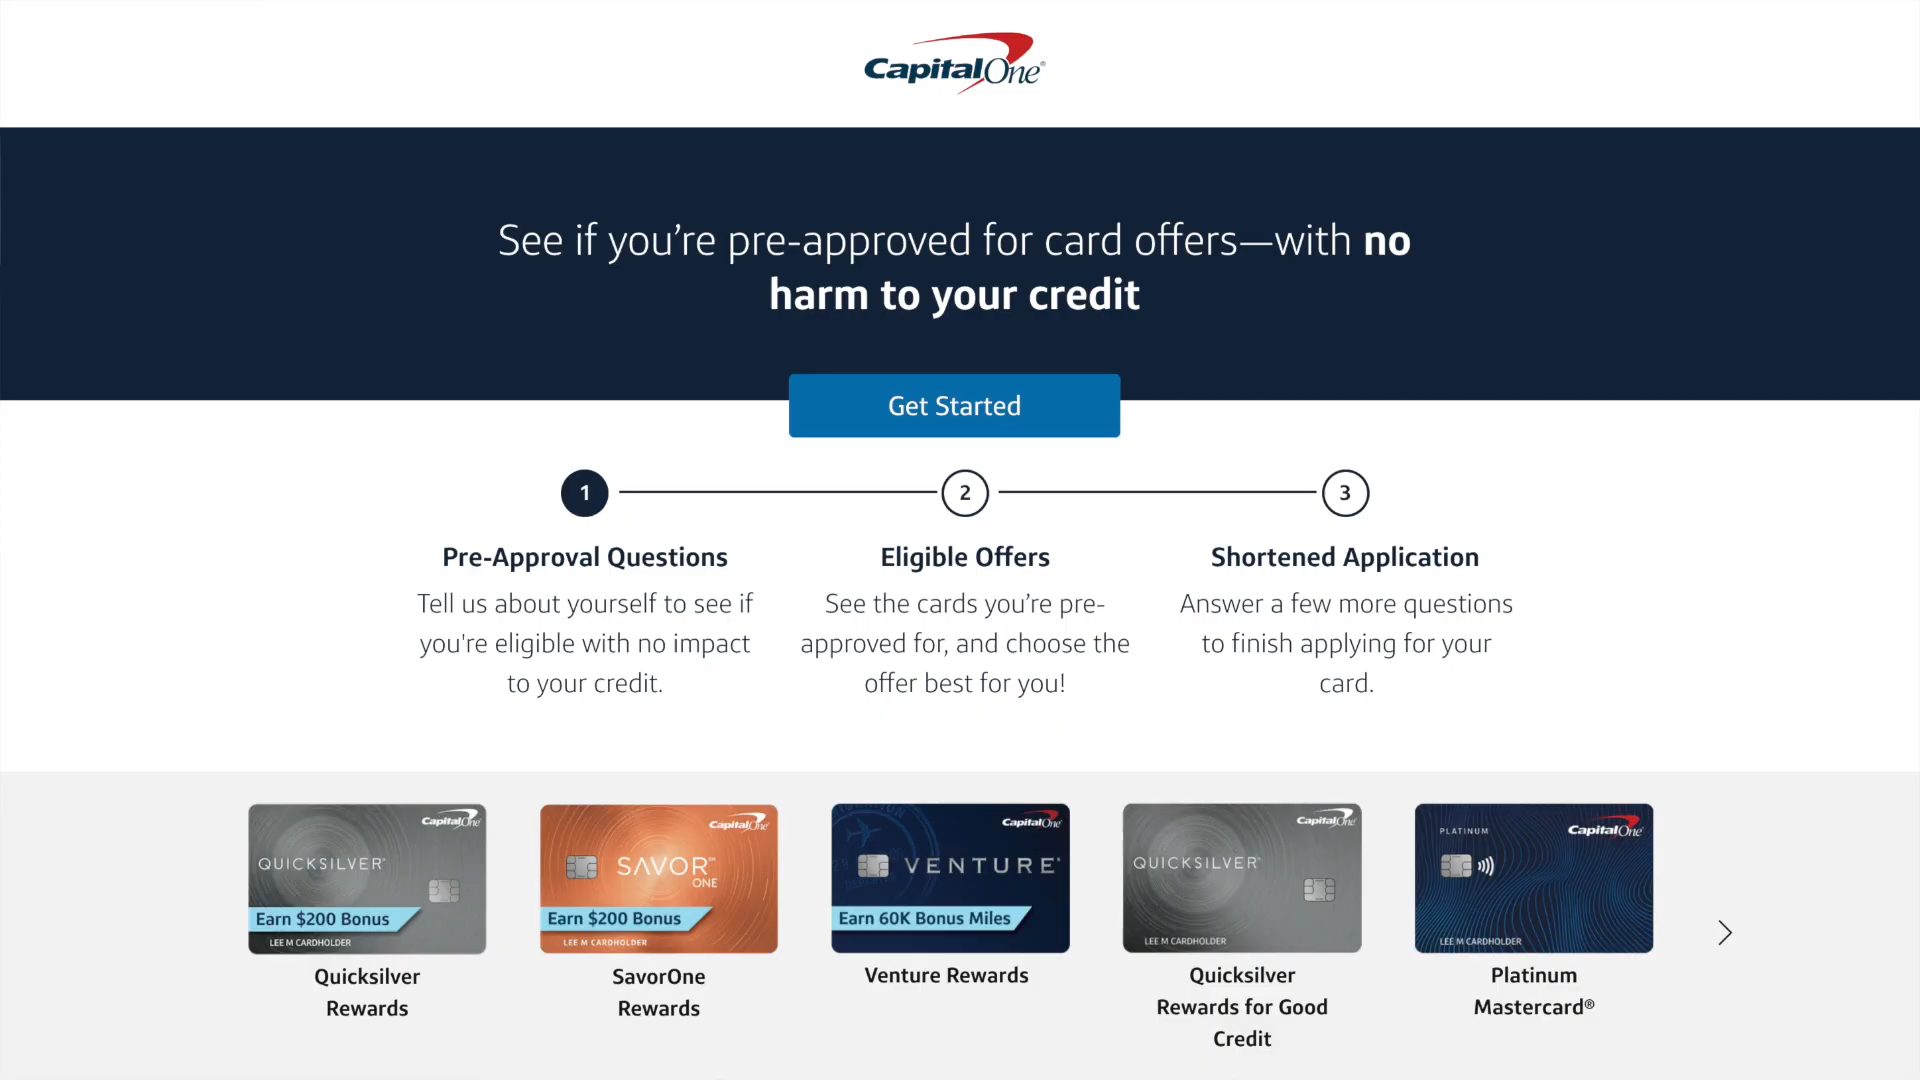 CapitalOne®
See if you’re pre-approved for card offers—with no
harm to your credit
Get Started
1
2
3
Pre-Approval Questions
Tell us about yourself to see if
you're eligible with no impact
to your credit.
Eligible Offers
See the cards you’re pre-
approved for, and choose the
offer best for you!
Shortened Application
Answer a few more questions
to finish applying for your
card.
CapitalOne
QUICKSILVER
Earn $200 Bonus
LEE M CARDHOLDER
Quicksilver
Rewards
CapitalOne
SAVOR
ONE
Earn $200 Bonus
LEE M CARDHOLDER
SavorOne
Rewards
CapitalOne
VENTURE
Earn 60K Bonus Miles
Venture Rewards
CapitalOne
QUICKSILVER
LEE M CARDHOLDER
Quicksilver
Rewards for Good
Credit
PLATINUM
CapitalOne
LEE M CARDHOLDER
Platinum
Mastercard®